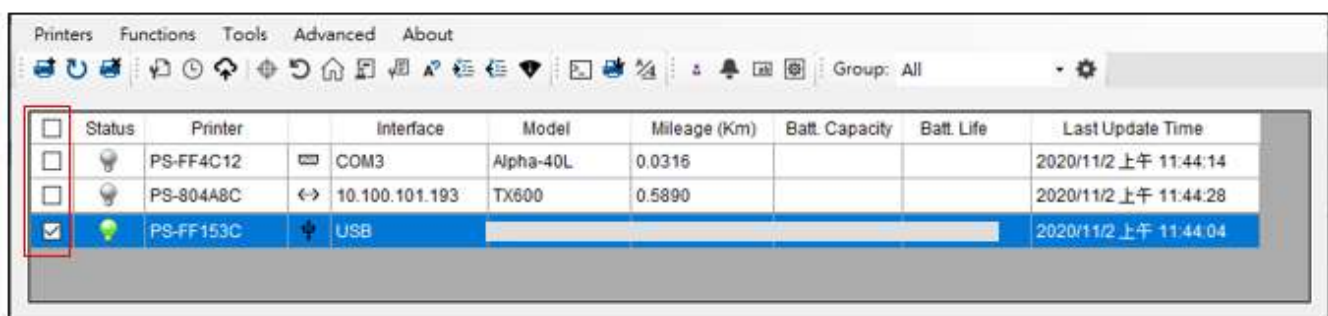 Printers Functions Tools Advanced About
Group: All
Status Printer Interface Model Mileage (Km) Batt. Capacity Batt. Life Last Update Time
PS-FF4C12 COM3 Alpha-40L 0.0316 2020/11/2 上午 11:44:14
PS-804A8C 10.100.101.193 TX600 0.5890 2020/11/2 上午 11:44:28
PS-FF153C USB 2020/11/2 上午 11:44:04